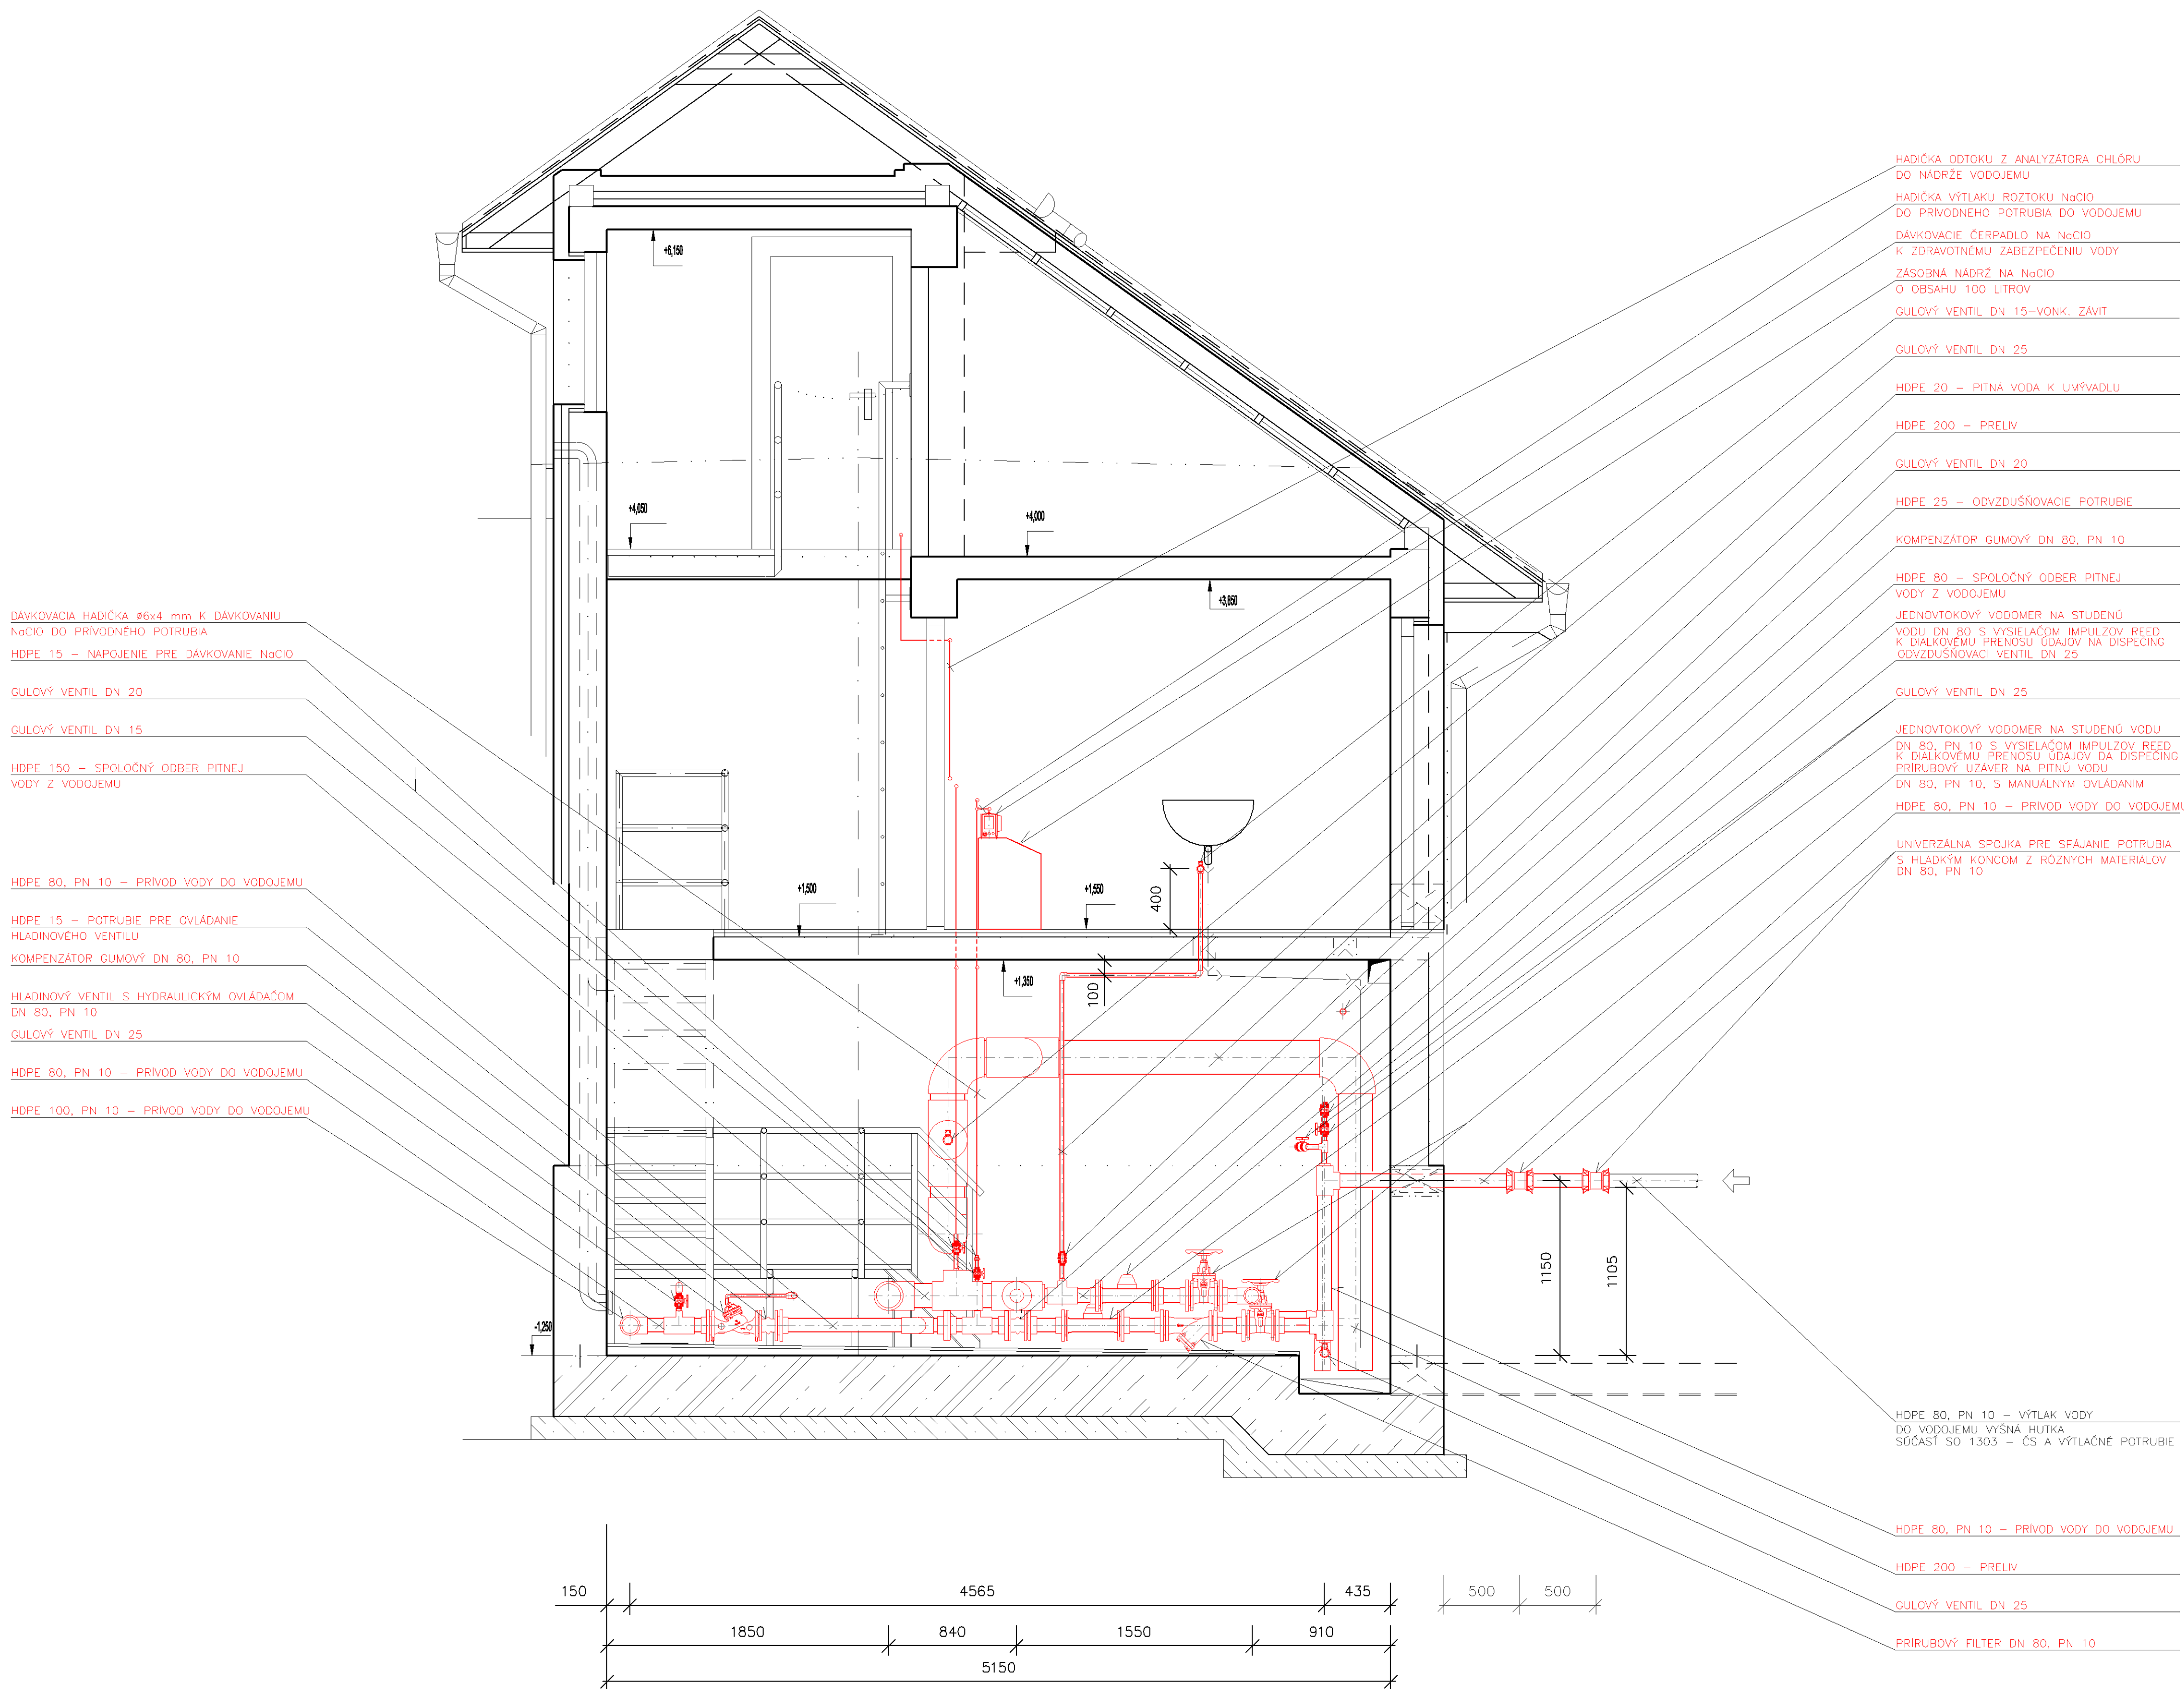 HADIČKA ODTOKU Z ANALYZÁTORA CHLÓRU
DO NÁDRŽE VODOJEMU
HADIČKA VÝTLAKU ROZTOKU NaClO
DO PRÍVODNEHO POTRUBIA DO VODOJEMU
DÁVKOVACIE ČERPADLO NA NaClO
K ZDRAVOTNÉMU ZABEZPEČENIU VODY
ZÁSOBNÁ NÁDRŽ NA NaClO
O OBSAHU 100 LITROV
GULOVÝ VENTIL DN 15-VONK. ZÁVIT
GULOVÝ VENTIL DN 25
HDPE 20 - PITNÁ VODA K UMÝVADLU
HDPE 200 - PRELIV
GULOVÝ VENTIL DN 20
HDPE 25 - ODVZDUŠŇOVACIE POTRUBIE
KOMPENZÁTOR GUMOVÝ DN 80, PN 10
HDPE 80 - SPOLOČNÝ ODBER PITNEJ
VODY Z VODOJEMU
JEDNOVTOKOVÝ VODOMER NA STUDENÚ
VODU DN 80 S VYSIELAČOM IMPULZOV REED
K DIALKOVÉMU PRENOSU ÚDAJOV NA DISPEČING
ODVZDUŠŇOVACÍ VENTIL DN 25
GULOVÝ VENTIL DN 25
JEDNOVTOKOVÝ VODOMER NA STUDENÚ VODU
DN 80, PN 10 S VYSIELAČOM IMPULZOV REED
K DIALKOVÉMU PRENOSU ÚDAJOV DA DISPEČING
PRÍRUBOVÝ UZÁVER NA PITNÚ VODU
DN 80, PN 10, S MANUÁLNYM OVLÁDANÍM
HDPE 80, PN 10 - PRÍVOD VODY DO VODOJEMU
UNIVERZÁLNA SPOJKA PRE SPÁJANIE POTRUBIA
S HLADKÝM KONCOM Z RÔZNYCH MATERIÁLOV
DN 80, PN 10
DÁVKOVACIA HADIČKA Ø6x4 mm K DÁVKOVANIU
NaClO DO PRÍVODNÉHO POTRUBIA
HDPE 15 - NAPOJENIE PRE DÁVKOVANIE NaClO
GULOVÝ VENTIL DN 20
GULOVÝ VENTIL DN 15
HDPE 150 - SPOLOČNÝ ODBER PITNEJ
VODY Z VODOJEMU
HDPE 80, PN 10 - PRÍVOD VODY DO VODOJEMU
HDPE 15 - POTRUBIE PRE OVLÁDANIE
HLADINOVÉHO VENTILU
KOMPENZÁTOR GUMOVÝ DN 80, PN 10
HLADINOVÝ VENTIL S HYDRAULICKÝM OVLÁDAČOM
DN 80, PN 10
GULOVÝ VENTIL DN 25
HDPE 80, PN 10 - PRÍVOD VODY DO VODOJEMU
HDPE 100, PN 10 - PRÍVOD VODY DO VODOJEMU
+6,150
+4,050
+4,000
+3,850
+1,500
+1,550
400
+1,350
100
-1,250
1150
1105
HDPE 80, PN 10 - VÝTLAK VODY
DO VODOJEMU VYŠNÁ HUTKA
SÚČASŤ SO 1303 - ČS A VÝTLAČNÉ POTRUBIE
HDPE 80, PN 10 - PRÍVOD VODY DO VODOJEMU
HDPE 200 - PRELIV
GULOVÝ VENTIL DN 25
PRÍRUBOVÝ FILTER DN 80, PN 10
150 4565 435 500 500
1850 840 1550 910
5150